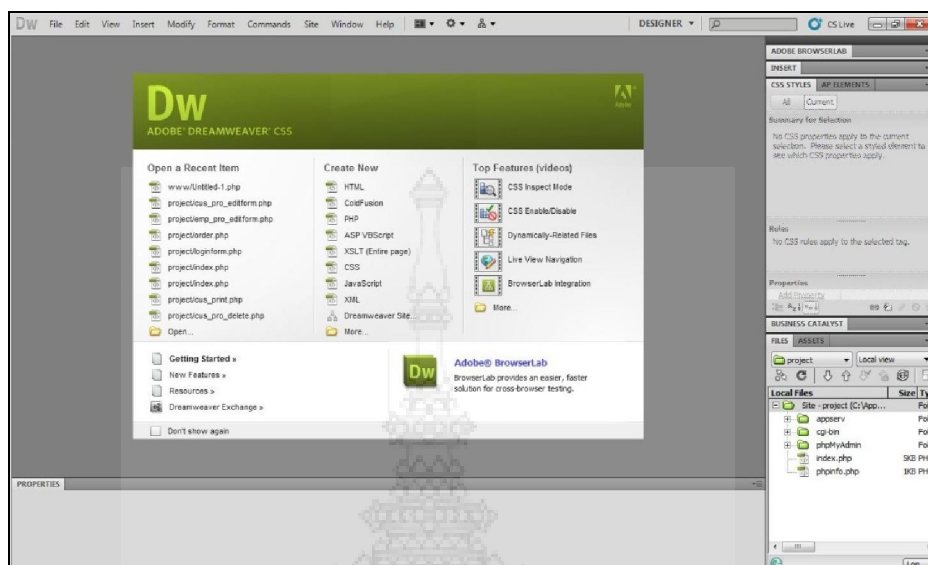 Dw File Edit View Insert Modify Format Commands Site Window Help DESIGNER CS Live
Dw
ADOBE® DREAMWEAVER® CS5
Adobe
Open a Recent Item
www/Untitled-1.php
project/cus_pro_editform.php
project/emp_pro_editform.php
project/order.php
project/loginform.php
project/index.php
project/index.php
project/cus_print.php
project/cus_pro_delete.php
Open...
Create New
HTML
ColdFusion
PHP
ASP VBScript
XSLT (Entire page)
CSS
JavaScript
XML
Dreamweaver Site...
More...
Top Features (videos)
CSS Inspect Mode
CSS Enable/Disable
Dynamically-Related Files
Live View Navigation
BrowserLab Integration
More...
Getting Started »
New Features »
Resources »
Dreamweaver Exchange »
Dw
Adobe® BrowserLab
BrowserLab provides an easier, faster
solution for cross-browser testing.
Don't show again
PROPERTIES
ADOBE BROWSERLAB
INSERT
CSS STYLES AP ELEMENTS
All Current
Summary for Selection
No CSS properties apply to the current
selection. Please select a styled element to
see which CSS properties apply.
Rules
No CSS rules apply to the selected tag.
Properties
Add Property
BUSINESS CATALYST
FILES ASSETS
project Local view
Local Files Size Ty
Site - project (C:\App... Fol
appserv Fol
cgi-bin Fol
phpMyAdmin Fol
index.php 5KB PH
phpinfo.php 1KB PH